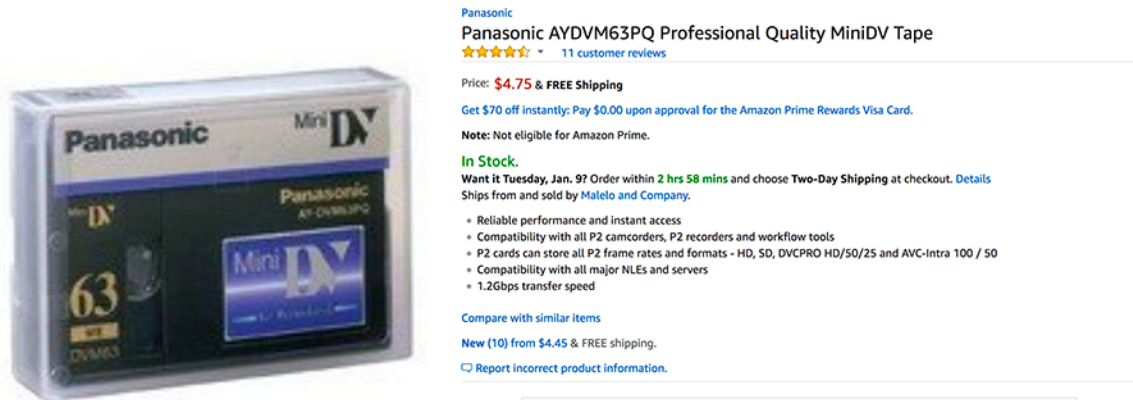 Panasonic
Mini DV
Panasonic
AY-DVM63PQ
Mini DV
Mini DV
63
ME
DVM63
Panasonic
Panasonic AYDVM63PQ Professional Quality MiniDV Tape
11 customer reviews
Price: $4.75 & FREE Shipping
Get $70 off instantly: Pay $0.00 upon approval for the Amazon Prime Rewards Visa Card.
Note: Not eligible for Amazon Prime.
In Stock.
Want it Tuesday, Jan. 9? Order within 2 hrs 58 mins and choose Two-Day Shipping at checkout. Details
Ships from and sold by Malelo and Company.
Reliable performance and instant access
Compatibility with all P2 camcorders, P2 recorders and workflow tools
P2 cards can store all P2 frame rates and formats - HD, SD, DVCPRO HD/50/25 and AVC-Intra 100 / 50
Compatibility with all major NLEs and servers
1.2Gbps transfer speed
Compare with similar items
New (10) from $4.45 & FREE shipping.
Report incorrect product information.